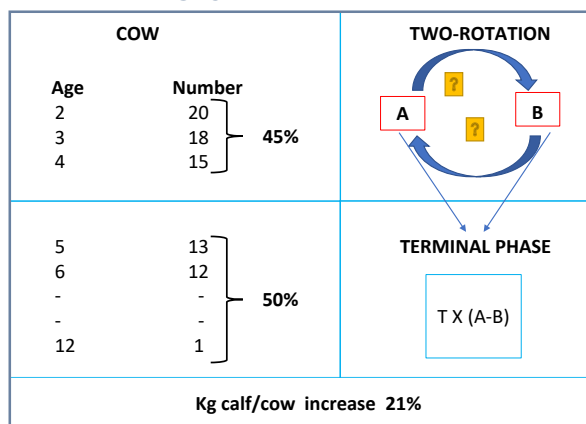 COW
Age Number
2 20
3 18
4 15
45%
TWO-ROTATION
?
A B
?
5 13
6 12
- -
- -
12 1
50%
TERMINAL PHASE
T X (A-B)
Kg calf/cow increase 21%